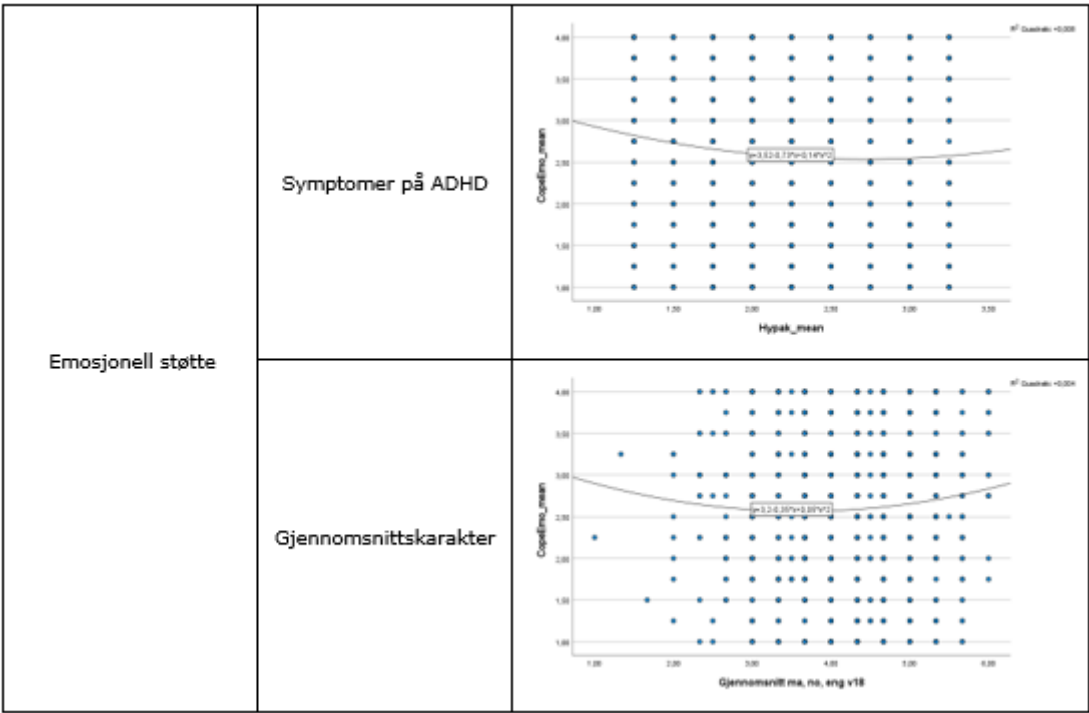 Emosjonell støtte
Symptomer på ADHD
R² Quadratic =0,008
CopeEmo_mean
4,00
3,50
3,00
2,50
2,00
1,50
1,00
1,00 1,50 2,00 2,50 3,00 3,50
Hypak_mean
Gjennomsnittskarakter
R² Quadratic =0,004
CopeEmo_mean
4,00
3,50
3,00
2,50
2,00
1,50
1,00
1,00 2,00 3,00 4,00 5,00 6,00
Gjennomsnitt ma, no, eng v18